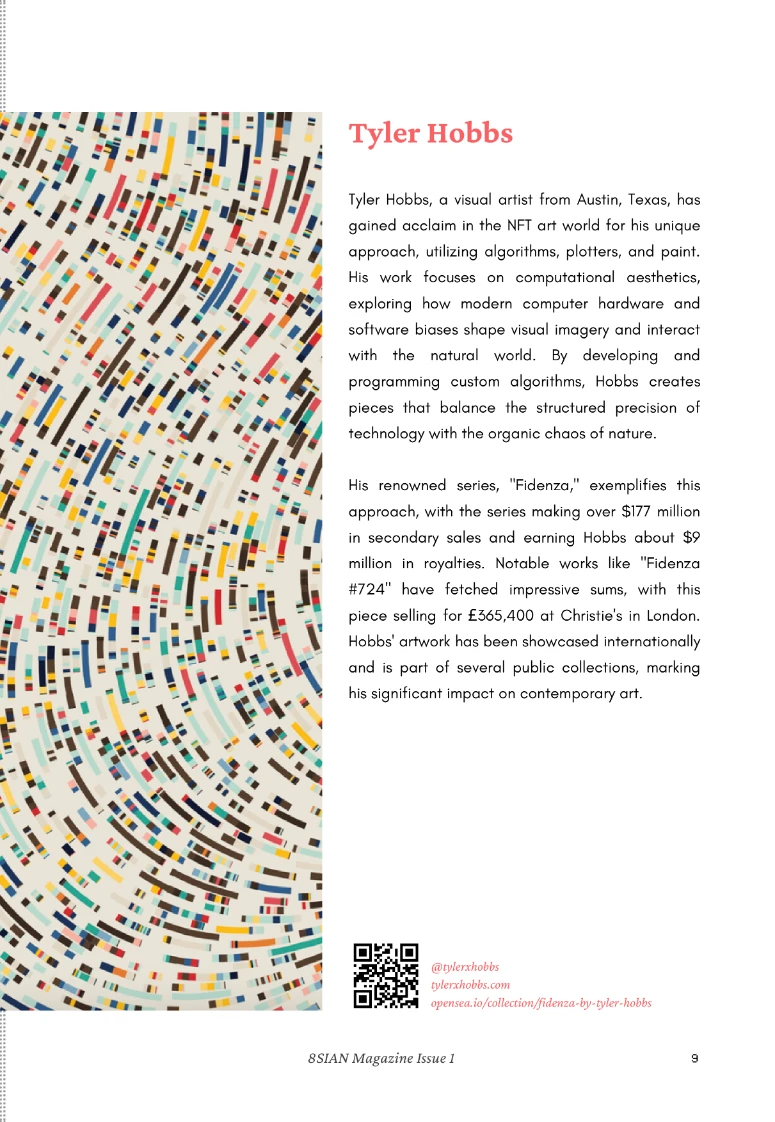 Tyler Hobbs
Tyler Hobbs, a visual artist from Austin, Texas, has
gained acclaim in the NFT art world for his unique
approach, utilizing algorithms, plotters, and paint.
His work focuses on computational aesthetics,
exploring how modern computer hardware and
software biases shape visual imagery and interact
with the natural world. By developing and
programming custom algorithms, Hobbs creates
pieces that balance the structured precision of
technology with the organic chaos of nature.
His renowned series, "Fidenza," exemplifies this
approach, with the series making over $177 million
in secondary sales and earning Hobbs about $9
million in royalties. Notable works like "Fidenza
#724" have fetched impressive sums, with this
piece selling for £365,400 at Christie's in London.
Hobbs' artwork has been showcased internationally
and is part of several public collections, marking
his significant impact on contemporary art.
@tylerxhobbs
tylerxhobbs.com
opensea.io/collection/fidenza-by-tyler-hobbs
8SIAN Magazine Issue 1
9